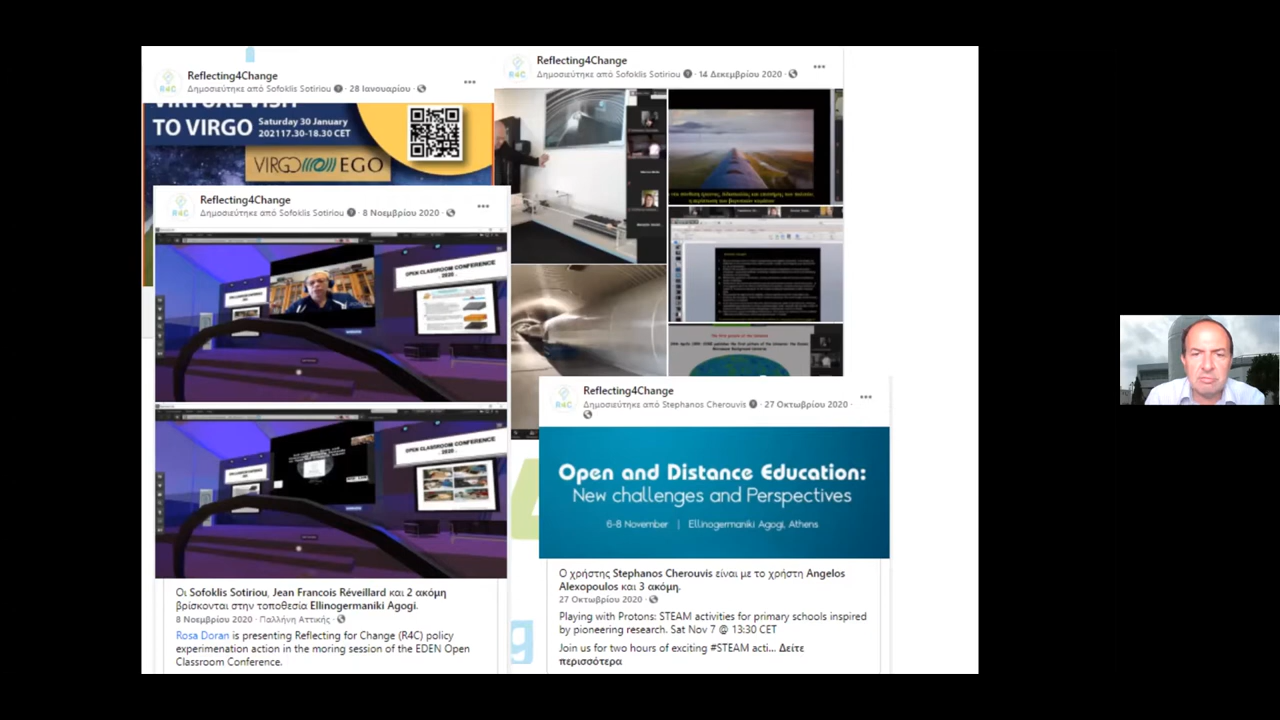 Reflecting4Change
Δημοσιεύτηκε από Sofoklis Sotiriou · 28 Ιανουαρίου ·
VIRTUAL VISIT
TO VIRGO
Saturday 30 January
202117.30-18.30 CET
VIRGO EGO
Reflecting4Change
Δημοσιεύτηκε από Sofoklis Sotiriou · 14 Δεκεμβρίου 2020 ·
R4C
Reflecting4Change
Δημοσιεύτηκε από Sofoklis Sotiriou · 8 Νοεμβρίου 2020 ·
OPEN CLASSROOM CONFERENCE
2020
OPEN CLASSROOM CONFERENCE
2020
Οι Sofoklis Sotiriou, Jean Francois Réveillard και 2 ακόμη
βρίσκονται στην τοποθεσία Ellinogermaniki Agogi.
8 Νοεμβρίου 2020 · Παλλήνη Αττικής ·
Rosa Doran is presenting Reflecting for Change (R4C) policy
experimenation action in the moring session of the EDEN Open
Classroom Conference.
Reflecting4Change
Δημοσιεύτηκε από Stephanos Cherouvis · 27 Οκτωβρίου 2020 ·
R4C
Open and Distance Education:
New challenges and Perspectives
6-8 November | Ellinogermaniki Agogi, Athens
Ο χρήστης Stephanos Cherouvis είναι με το χρήστη Angelos
Alexopoulos και 3 ακόμη.
27 Οκτωβρίου 2020 ·
Playing with Protons: STEAM activities for primary schools inspired
by pioneering research. Sat Nov 7 @ 13:30 CET
Join us for two hours of exciting #STEAM acti... Δείτε
περισσότερα